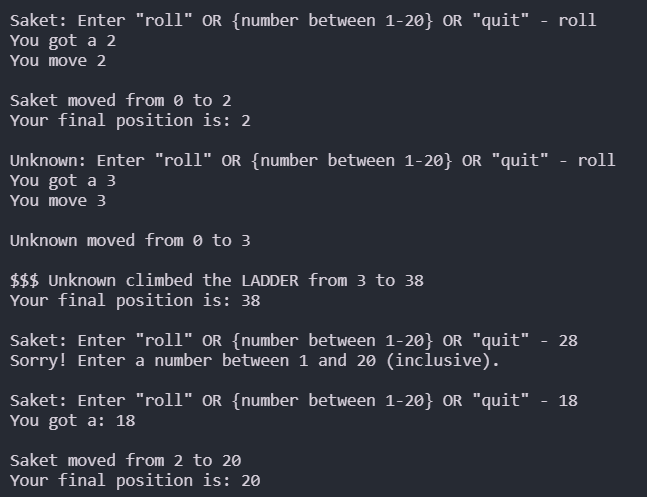 Saket: Enter "roll" OR {number between 1-20} OR "quit" - roll
You got a 2
You move 2
Saket moved from 0 to 2
Your final position is: 2
Unknown: Enter "roll" OR {number between 1-20} OR "quit" - roll
You got a 3
You move 3
Unknown moved from 0 to 3
$$$ Unknown climbed the LADDER from 3 to 38
Your final position is: 38
Saket: Enter "roll" OR {number between 1-20} OR "quit" - 28
Sorry! Enter a number between 1 and 20 (inclusive).
Saket: Enter "roll" OR {number between 1-20} OR "quit" - 18
You got a: 18
Saket moved from 2 to 20
Your final position is: 20